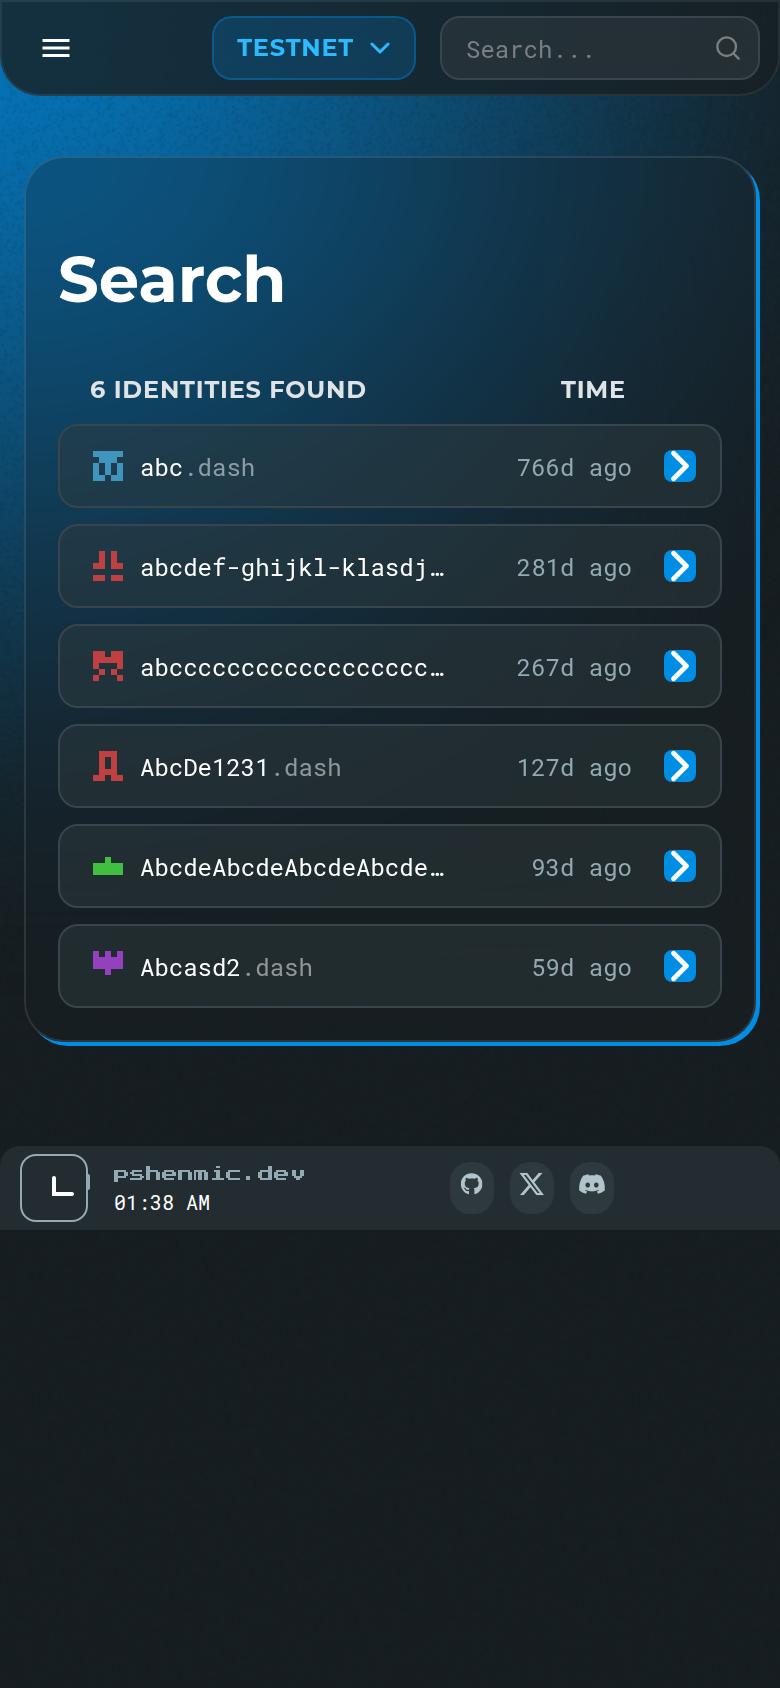 TESTNET
Search...
Search
6 IDENTITIES FOUND TIME
abc.dash 766d ago
abcdef-ghijkl-klasdj… 281d ago
abcccccccccccccccccc… 267d ago
AbcDe1231.dash 127d ago
AbcdeAbcdeAbcdeAbcde… 93d ago
Abcasd2.dash 59d ago
pshenmic.dev
01:38 AM